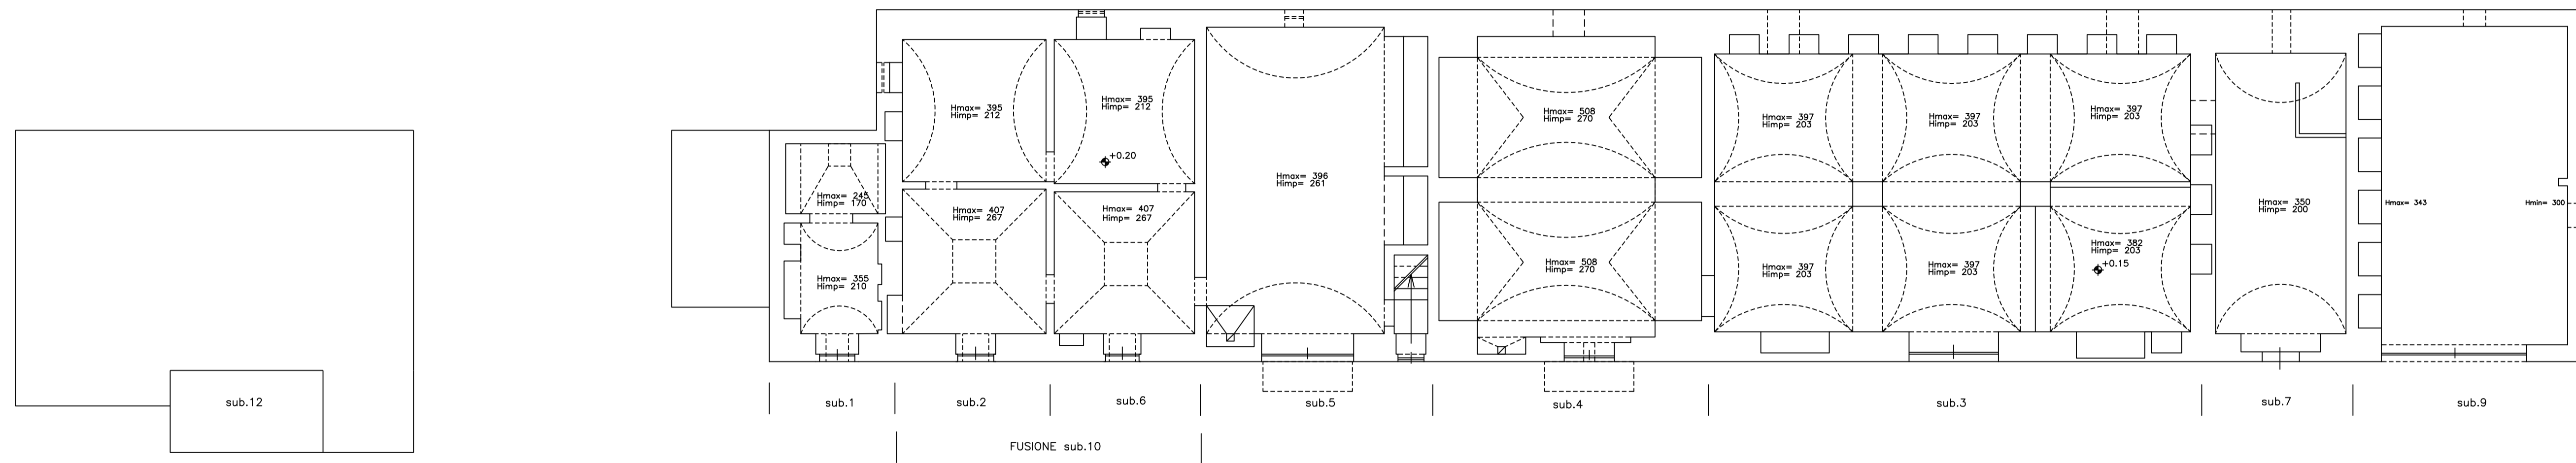 Hmax= 395
Himp= 212
Hmax= 395
Himp= 212
+0.20
Hmax= 245
Himp= 170
Hmax= 407
Himp= 267
Hmax= 407
Himp= 267
Hmax= 355
Himp= 210
Hmax= 396
Himp= 261
Hmax= 508
Himp= 270
Hmax= 508
Himp= 270
Hmax= 397
Himp= 203
Hmax= 397
Himp= 203
Hmax= 397
Himp= 203
Hmax= 397
Himp= 203
Hmax= 397
Himp= 203
Hmax= 382
Himp= 203
+0.15
Hmax= 350
Himp= 200
Hmax= 343
Hmin= 300
sub.12
sub.1
sub.2
sub.6
sub.5
sub.4
sub.3
sub.7
sub.9
FUSIONE sub.10